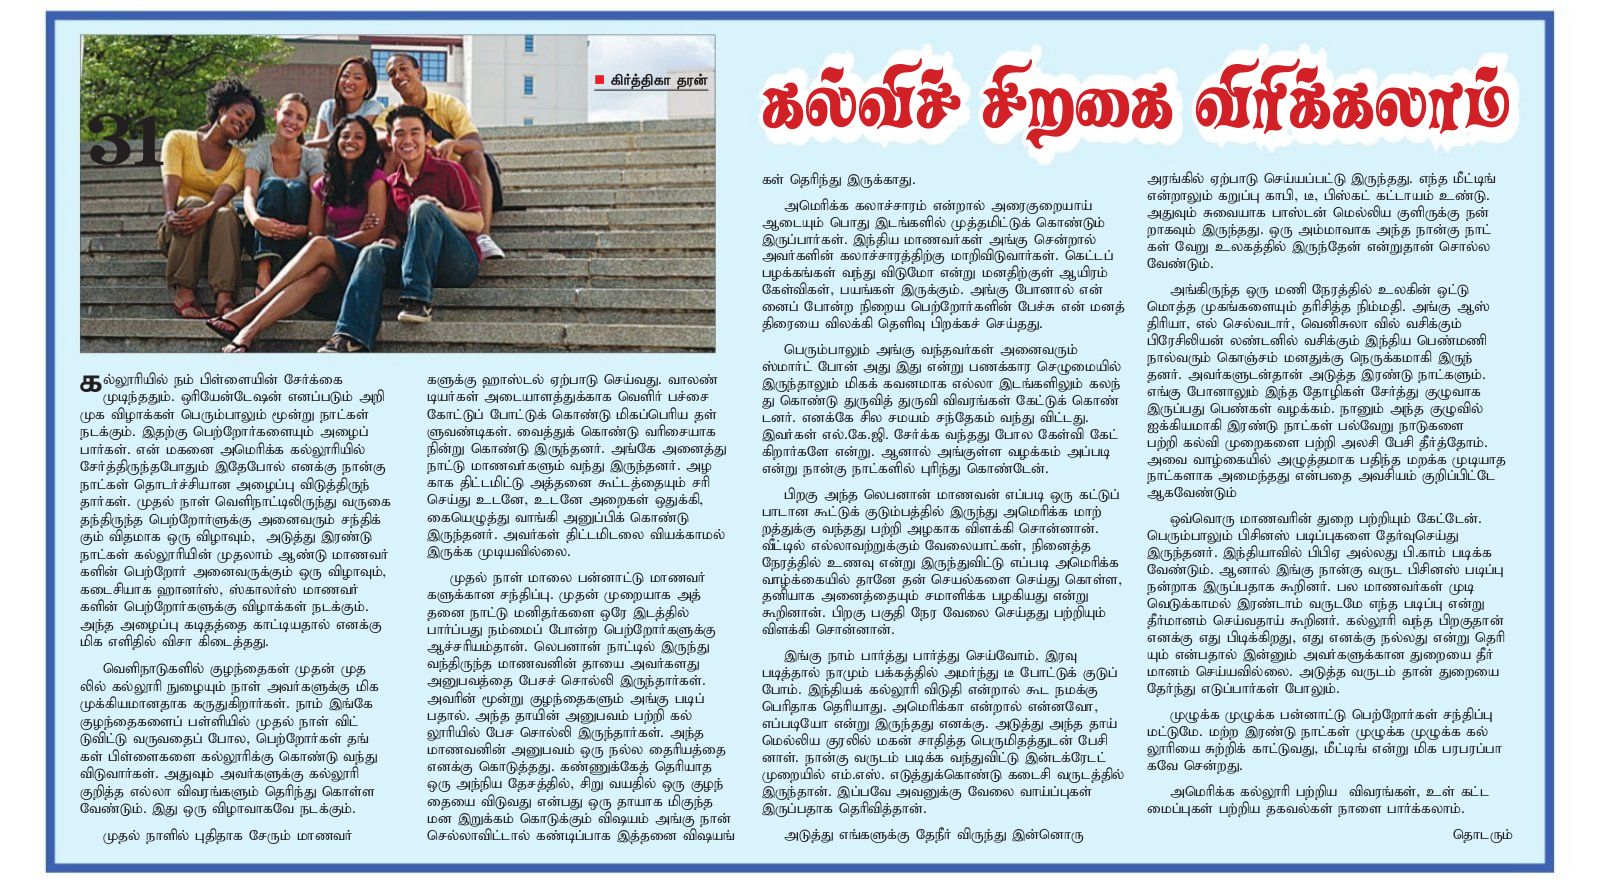 31
■ கிர்த்திகா தரன்
கல்விச் சிறகை விரிக்கலாம்
கல்லூரியில் நம் பிள்ளையின் சேர்க்கை
முடிந்ததும். ஒரியேன்டேஷன் எனப்படும் அறி
முக விழாக்கள் பெரும்பாலும் மூன்று நாட்கள்
நடக்கும். இதற்கு பெற்றோர்களையும் அழைப்
பார்கள். என் மகனை அமெரிக்க கல்லூரியில்
சேர்த்திருந்தபோதும் இதேபோல் எனக்கு நான்கு
நாட்கள் தொடர்ச்சியான அழைப்பு விடுத்திருந்
தார்கள். முதல் நாள் வெளிநாட்டிலிருந்து வருகை
தந்திருந்த பெற்றோர்ளுக்கு அனைவரும் சந்திக்
கும் விதமாக ஒரு விழாவும், அடுத்து இரண்டு
நாட்கள் கல்லூரியின் முதலாம் ஆண்டு மாணவர்
களின் பெற்றோர் அனைவருக்கும் ஒரு விழாவும்,
கடைசியாக ஹானர்ஸ், ஸ்காலர்ஸ் மாணவர்
களின் பெற்றோர்களுக்கு விழாக்கள் நடக்கும்.
அந்த அழைப்பு கடிதத்தை காட்டியதால் எனக்கு
மிக எளிதில் விசா கிடைத்தது.
வெளிநாடுகளில் குழந்தைகள் முதன் முத
லில் கல்லூரி நுழையும் நாள் அவர்களுக்கு மிக
முக்கியமானதாக கருதுகிறார்கள். நாம் இங்கே
குழந்தைகளைப் பள்ளியில் முதல் நாள் விட்
டுவிட்டு வருவதைப் போல, பெற்றோர்கள் தங்
கள் பிள்ளைகளை கல்லூரிக்கு கொண்டு வந்து
விடுவார்கள். அதுவும் அவர்களுக்கு கல்லூரி
குறித்த எல்லா விவரங்களும் தெரிந்து கொள்ள
வேண்டும். இது ஒரு விழாவாகவே நடக்கும்.
முதல் நாளில் புதிதாக சேரும் மாணவர்
களுக்கு ஹாஸ்டல் ஏற்பாடு செய்வது. வாலண்
டியர்கள் அடையாளத்துக்காக வெளிர் பச்சை
கோட்டுப் போட்டுக் கொண்டு மிகப்பெரிய தள்
ளுவண்டிகள். வைத்துக் கொண்டு வரிசையாக
நின்று கொண்டு இருந்தனர். அங்கே அனைத்து
நாட்டு மாணவர்களும் வந்து இருந்தனர். அழ
காக திட்டமிட்டு அத்தனை கூட்டத்தையும் சரி
செய்து உடனே, உடனே அறைகள் ஒதுக்கி,
கையெழுத்து வாங்கி அனுப்பிக் கொண்டு
இருந்தனர். அவர்கள் திட்டமிடலை வியக்காமல்
இருக்க முடியவில்லை.
முதல் நாள் மாலை பன்னாட்டு மாணவர்
களுக்கான சந்திப்பு. முதன் முறையாக அத்
தனை நாட்டு மனிதர்களை ஒரே இடத்தில்
பார்ப்பது நம்மைப் போன்ற பெற்றோர்களுக்கு
ஆச்சரியம்தான். லெபனான் நாட்டில் இருந்து
வந்திருந்த மாணவனின் தாயை அவர்களது
அனுபவத்தை பேசச் சொல்லி இருந்தார்கள்.
அவரின் மூன்று குழந்தைகளும் அங்கு படிப்
பதால். அந்த தாயின் அனுபவம் பற்றி கல்
லூரியில் பேச சொல்லி இருந்தார்கள். அந்த
மாணவனின் அனுபவம் ஒரு நல்ல தைரியத்தை
எனக்கு கொடுத்தது. கண்ணுக்கேத் தெரியாத
ஒரு அந்நிய தேசத்தில், சிறு வயதில் ஒரு குழந்
தையை விடுவது என்பது ஒரு தாயாக மிகுந்த
மன இறுக்கம் கொடுக்கும் விஷயம் அங்கு நான்
செல்லாவிட்டால் கண்டிப்பாக இத்தனை விஷயங்
கள் தெரிந்து இருக்காது.
அமெரிக்க கலாச்சாரம் என்றால் அரைகுறையாய்
ஆடையும் பொது இடங்களில் முத்தமிட்டுக் கொண்டும்
இருப்பார்கள். இந்திய மாணவர்கள் அங்கு சென்றால்
அவர்களின் கலாச்சாரத்திற்கு மாறிவிடுவார்கள். கெட்டப்
பழக்கங்கள் வந்து விடுமோ என்று மனதிற்குள் ஆயிரம்
கேள்விகள், பயங்கள் இருக்கும். அங்கு போனால் என்
னைப் போன்ற நிறைய பெற்றோர்களின் பேச்சு என் மனத்
திரையை விலக்கி தெளிவு பிறக்கச் செய்தது.
பெரும்பாலும் அங்கு வந்தவர்கள் அனைவரும்
ஸ்மார்ட் போன் அது இது என்று பணக்கார செழுமையில்
இருந்தாலும் மிகக் கவனமாக எல்லா இடங்களிலும் கலந்
து கொண்டு துருவித் துருவி விவரங்கள் கேட்டுக் கொண்
டனர். எனக்கே சில சமயம் சந்தேகம் வந்து விட்டது.
இவர்கள் எல்.கே.ஜி. சேர்க்க வந்தது போல கேள்வி கேட்
கிறார்களே என்று. ஆனால் அங்குள்ள வழக்கம் அப்படி
என்று நான்கு நாட்களில் புரிந்து கொண்டேன்.
பிறகு அந்த லெபனான் மாணவன் எப்படி ஒரு கட்டுப்
பாடான கூட்டுக் குடும்பத்தில் இருந்து அமெரிக்க மாற்
றத்துக்கு வந்தது பற்றி அழகாக விளக்கி சொன்னான்.
வீட்டில் எல்லாவற்றுக்கும் வேலையாட்கள், நினைத்த
நேரத்தில் உணவு என்று இருந்துவிட்டு எப்படி அமெரிக்க
வாழ்க்கையில் தானே தன் செயல்களை செய்து கொள்ள,
தனியாக அனைத்தையும் சமாளிக்க பழகியது என்று
கூறினான். பிறகு பகுதி நேர வேலை செய்தது பற்றியும்
விளக்கி சொன்னான்.
இங்கு நாம் பார்த்து பார்த்து செய்வோம். இரவு
படித்தால் நாமும் பக்கத்தில் அமர்ந்து டீ போட்டுக் குடுப்
போம். இந்தியக் கல்லூரி விடுதி என்றால் கூட நமக்கு
பெரிதாக தெரியாது. அமெரிக்கா என்றால் என்னவோ,
எப்படியோ என்று இருந்தது எனக்கு. அடுத்து அந்த தாய்
மெல்லிய குரலில் மகன் சாதித்த பெருமிதத்துடன் பேசி
னாள். நான்கு வருடம் படிக்க வந்துவிட்டு இன்டக்ரேடட்
முறையில் எம்.எஸ். எடுத்துக்கொண்டு கடைசி வருடத்தில்
இருந்தான். இப்பவே அவனுக்கு வேலை வாய்ப்புகள்
இருப்பதாக தெரிவித்தான்.
அடுத்து எங்களுக்கு தேனீர் விருந்து இன்னொரு
அரங்கில் ஏற்பாடு செய்யப்பட்டு இருந்தது. எந்த மீட்டிங்
என்றாலும் கறுப்பு காபி, டீ, பிஸ்கட் கட்டாயம் உண்டு.
அதுவும் சுவையாக பாஸ்டன் மெல்லிய குளிருக்கு நன்
றாகவும் இருந்தது. ஒரு அம்மாவாக அந்த நான்கு நாட்
கள் வேறு உலகத்தில் இருந்தேன் என்றுதான் சொல்ல
வேண்டும்.
அங்கிருந்த ஒரு மணி நேரத்தில் உலகின் ஒட்டு
மொத்த முகங்களையும் தரிசித்த நிம்மதி. அங்கு ஆஸ்
திரியா, எல் செல்வடார், வெனிசுலா வில் வசிக்கும்
பிரேசிலியன் லண்டனில் வசிக்கும் இந்திய பெண்மணி
நால்வரும் கொஞ்சம் மனதுக்கு நெருக்கமாகி இருந்
தனர். அவர்களுடன்தான் அடுத்த இரண்டு நாட்களும்.
எங்கு போனாலும் இந்த தோழிகள் சேர்த்து குழுவாக
இருப்பது பெண்கள் வழக்கம். நானும் அந்த குழுவில்
ஐக்கியமாகி இரண்டு நாட்கள் பல்வேறு நாடுகளை
பற்றி கல்வி முறைகளை பற்றி அலசி பேசி தீர்த்தோம்.
அவை வாழ்கையில் அழுத்தமாக பதிந்த மறக்க முடியாத
நாட்களாக அமைந்தது என்பதை அவசியம் குறிப்பிட்டே
ஆகவேண்டும்
ஒவ்வொரு மாணவரின் துறை பற்றியும் கேட்டேன்.
பெரும்பாலும் பிசினஸ் படிப்புகளை தேர்வுசெய்து
இருந்தனர். இந்தியாவில் பிபிஏ அல்லது பி.காம் படிக்க
வேண்டும். ஆனால் இங்கு நான்கு வருட பிசினஸ் படிப்பு
நன்றாக இருப்பதாக கூறினர். பல மாணவர்கள் முடி
வெடுக்காமல் இரண்டாம் வருடமே எந்த படிப்பு என்று
தீர்மானம் செய்வதாய் கூறினர். கல்லூரி வந்த பிறகுதான்
எனக்கு எது பிடிக்கிறது, எது எனக்கு நல்லது என்று தெரி
யும் என்பதால் இன்னும் அவர்களுக்கான துறையை தீர்
மானம் செய்யவில்லை. அடுத்த வருடம் தான் துறையை
தேர்ந்து எடுப்பார்கள் போலும்.
முழுக்க முழுக்க பன்னாட்டு பெற்றோர்கள் சந்திப்பு
மட்டுமே. மற்ற இரண்டு நாட்கள் முழுக்க முழுக்க கல்
லூரியை சுற்றிக் காட்டுவது, மீட்டிங் என்று மிக பரபரப்பா
கவே சென்றது.
அமெரிக்க கல்லூரி பற்றிய விவரங்கள், உள் கட்ட
மைப்புகள் பற்றிய தகவல்கள் நாளை பார்க்கலாம்.
தொடரும்